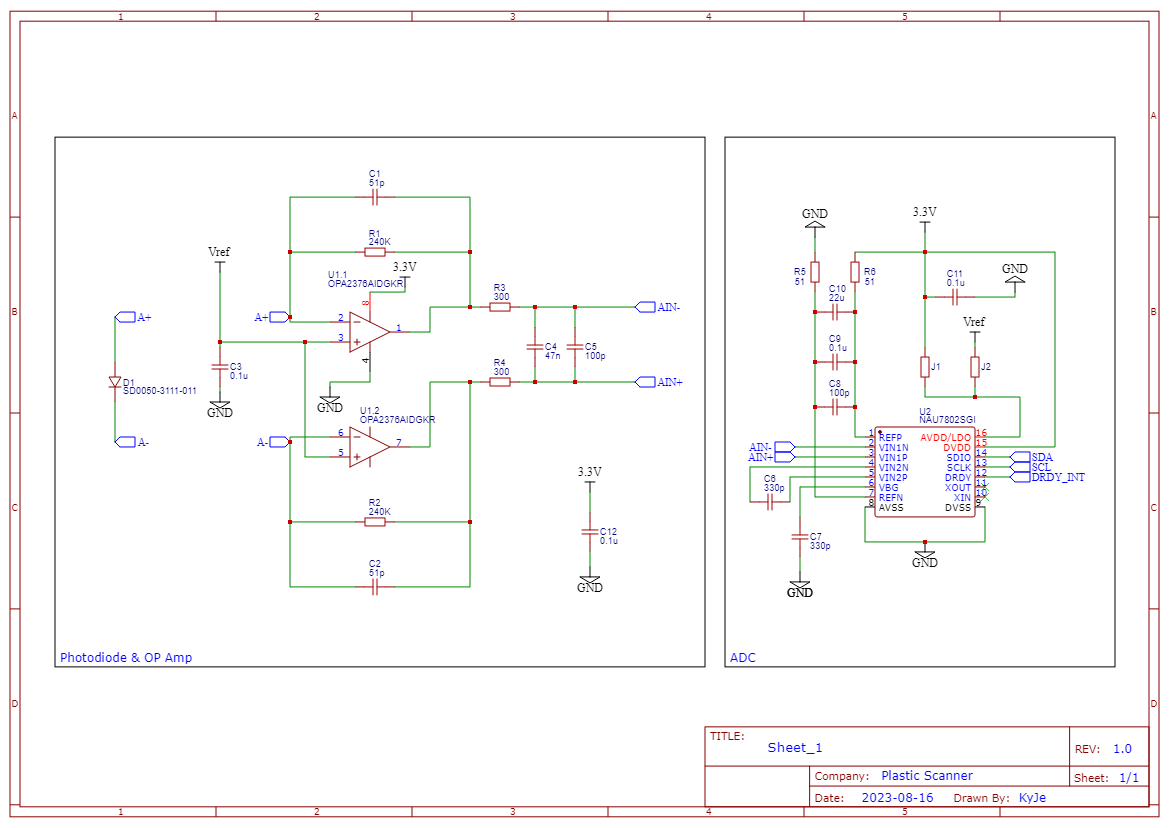 1 2 3 4 5
A
A
B
B
C
C
D
D
C1
51p
R1
240K
Vref
U1.1
OPA2376AIDGKR
3.3V
8
2
3
1
4
A+
A+
R3
300
AIN-
C4
47n
C5
100p
R4
300
AIN+
C3
0.1u
GND
GND
D1
SD0050-3111-011
A-
A-
U1.2
OPA2376AIDGKR
6
5
7
R2
240K
C2
51p
3.3V
C12
0.1u
GND
Photodiode & OP Amp
GND
3.3V
R5
51
R6
51
C10
22u
C11
0.1u
GND
Vref
C9
0.1u
J1
J2
C8
100p
U2
NAU7802SGI
AIN-
AIN+
1 REFP
2 VIN1N
3 VIN1P
4 VIN2N
5 VIN2P
6 VBG
7 REFN
8 AVSS
AVDD/LDO 16
DVDD 15
SDIO 14
SCLK 13
DRDY 12
XOUT 11
XIN 10
DVSS 9
SDA
SCL
DRDY_INT
C6
330p
C7
330p
GND
GND
ADC
TITLE:
Sheet_1
REV: 1.0
Company: Plastic Scanner
Sheet: 1/1
Date: 2023-08-16 Drawn By: KyJe
1 2 3 4 5